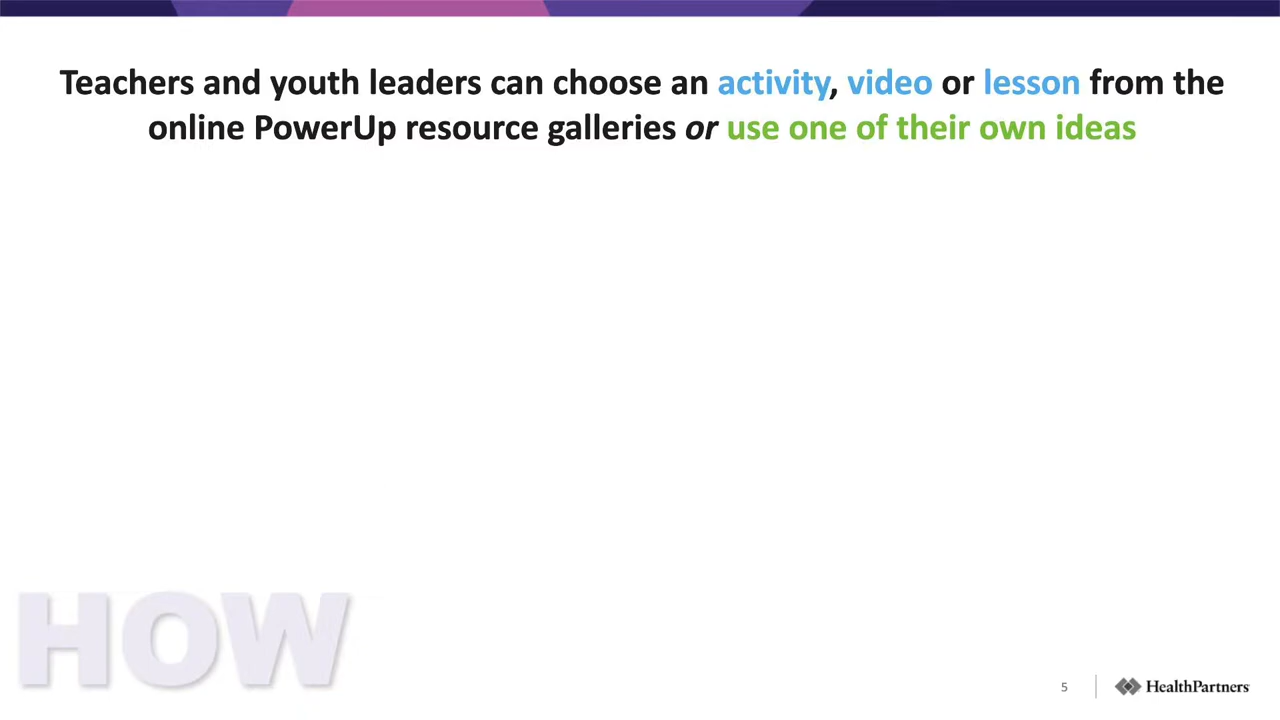 Teachers and youth leaders can choose an activity, video or lesson from the
online PowerUp resource galleries or use one of their own ideas
HOW
5
HealthPartners